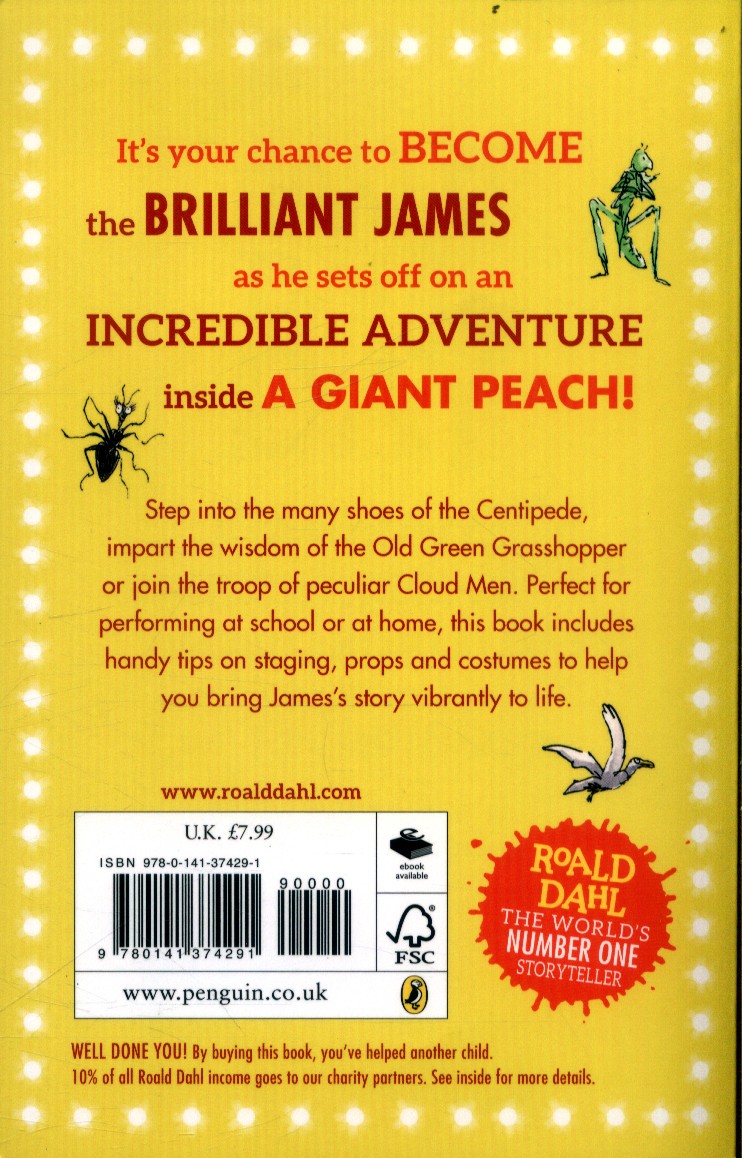 It's your chance to BECOME
the BRILLIANT JAMES
as he sets off on an
INCREDIBLE ADVENTURE
inside A GIANT PEACH!
Step into the many shoes of the Centipede,
impart the wisdom of the Old Green Grasshopper
or join the troop of peculiar Cloud Men. Perfect for
performing at school or at home, this book includes
handy tips on staging, props and costumes to help
you bring James's story vibrantly to life.
www.roalddahl.com
U.K. £7.99
ISBN 978-0-141-37429-1
90000
9 780141 374291
ebook
available
®
FSC
www.penguin.co.uk
ROALD
DAHL
THE WORLD'S
NUMBER ONE
STORYTELLER
WELL DONE YOU! By buying this book, you've helped another child.
10% of all Roald Dahl income goes to our charity partners. See inside for more details.